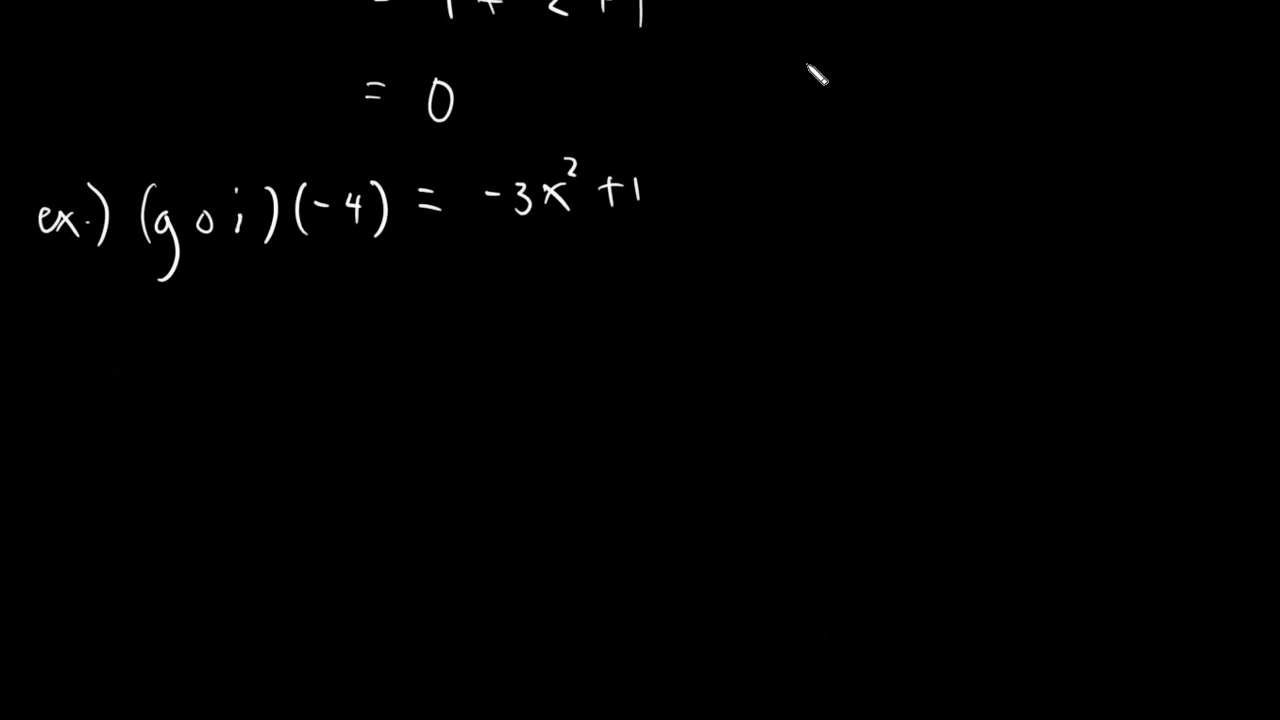 = 0
ex.) (g o i)(-4) = -3x² +1